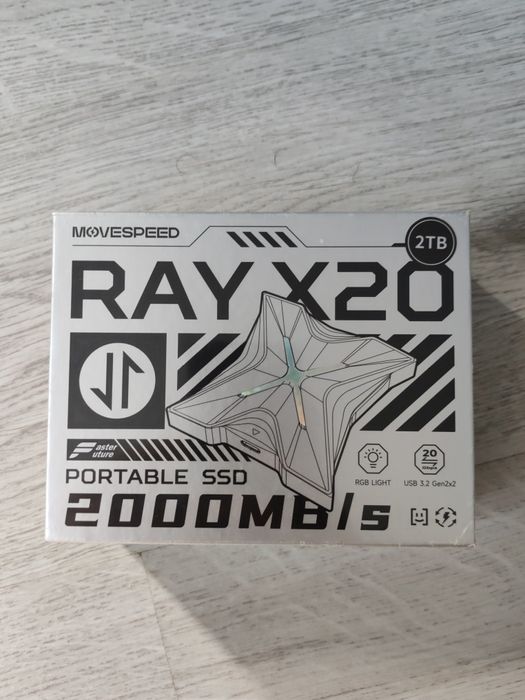 MOVESPEED
2TB
RAY X20
Faster
Future
PORTABLE SSD
2000MB/s
RGB LIGHT
20
USB 3.2 Gen2x2